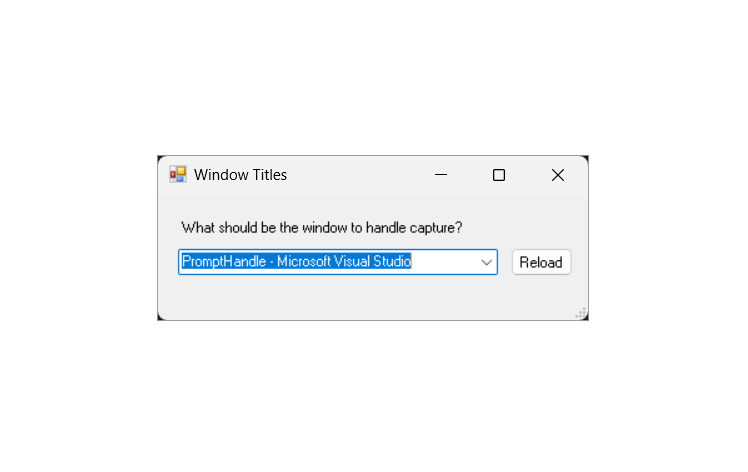 Window Titles
What should be the window to handle capture?
PromptHandle - Microsoft Visual Studio
Reload